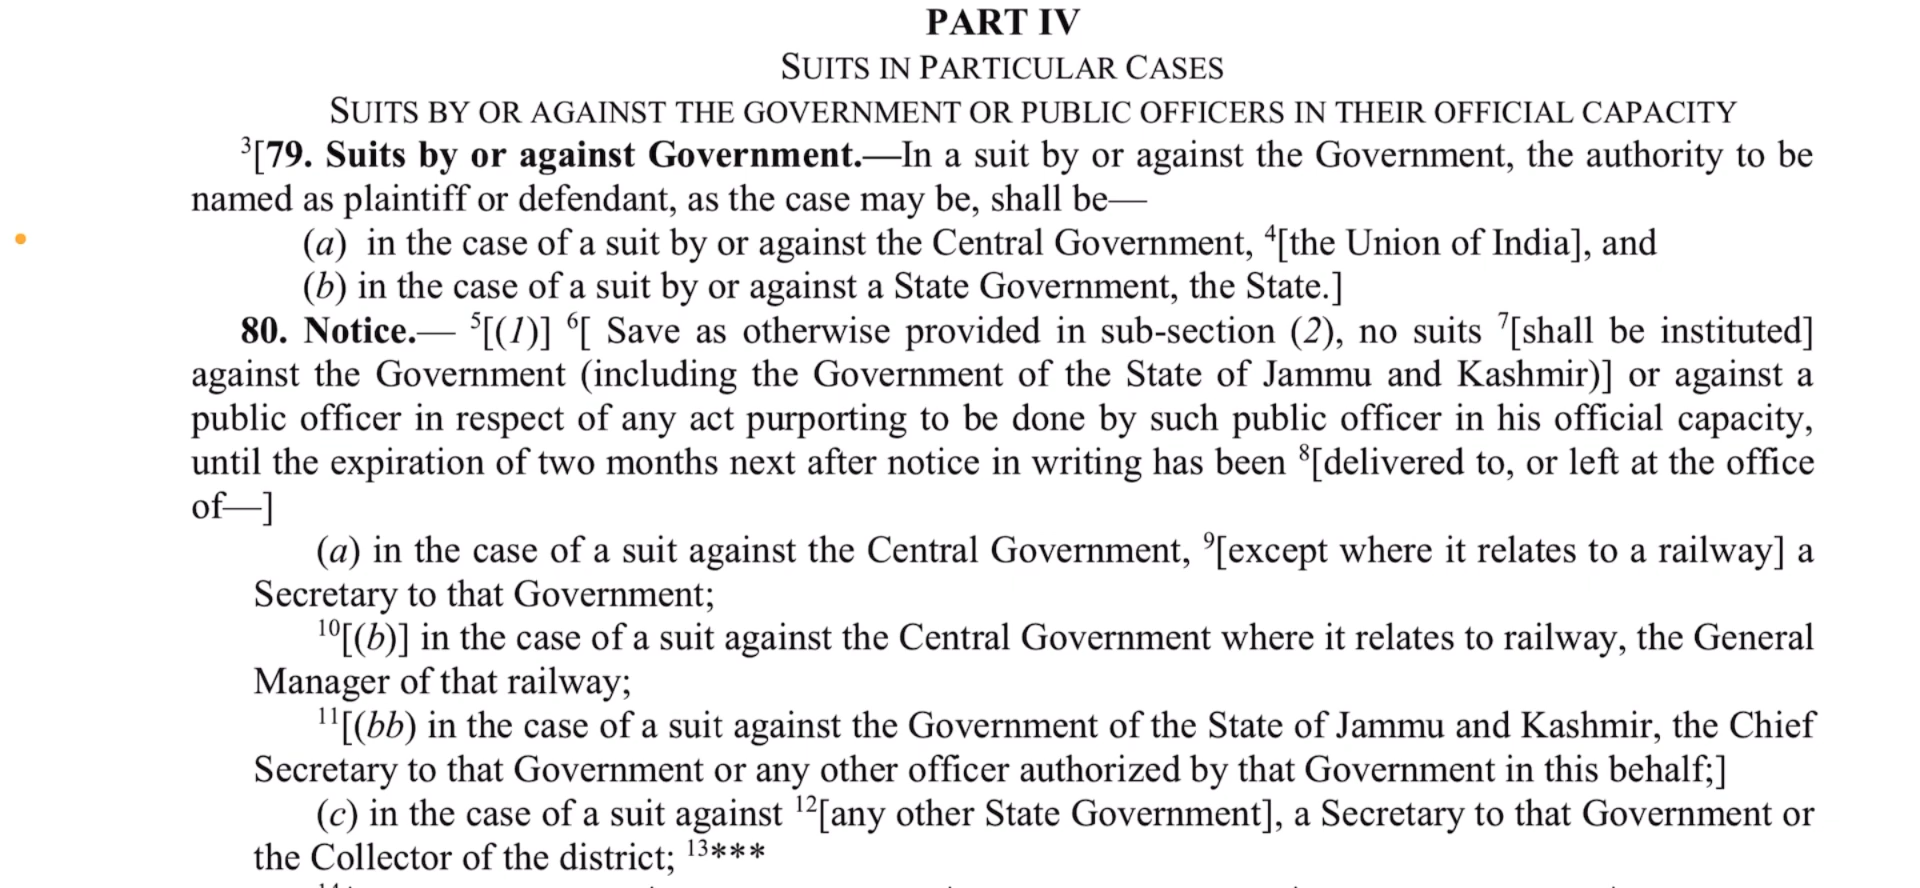 PART IV
SUITS IN PARTICULAR CASES
SUITS BY OR AGAINST THE GOVERNMENT OR PUBLIC OFFICERS IN THEIR OFFICIAL CAPACITY
3[79. Suits by or against Government.—In a suit by or against the Government, the authority to be
named as plaintiff or defendant, as the case may be, shall be—
(a) in the case of a suit by or against the Central Government, 4[the Union of India], and
(b) in the case of a suit by or against a State Government, the State.]
80. Notice.— 5[(1)] 6[ Save as otherwise provided in sub-section (2), no suits 7[shall be instituted]
against the Government (including the Government of the State of Jammu and Kashmir)] or against a
public officer in respect of any act purporting to be done by such public officer in his official capacity,
until the expiration of two months next after notice in writing has been 8[delivered to, or left at the office
of—]
(a) in the case of a suit against the Central Government, 9[except where it relates to a railway] a
Secretary to that Government;
10[(b)] in the case of a suit against the Central Government where it relates to railway, the General
Manager of that railway;
11[(bb) in the case of a suit against the Government of the State of Jammu and Kashmir, the Chief
Secretary to that Government or any other officer authorized by that Government in this behalf;]
(c) in the case of a suit against 12[any other State Government], a Secretary to that Government or
the Collector of the district; 13***